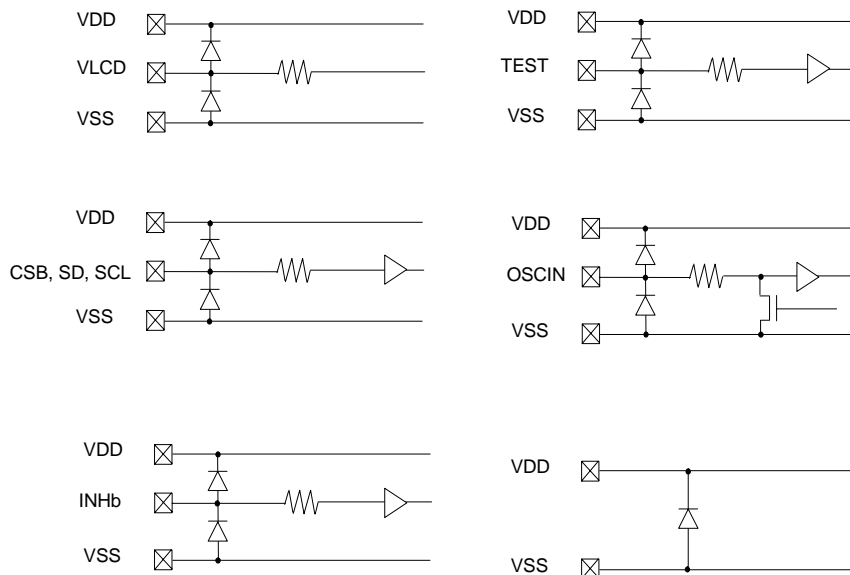 VDD
VLCD
VSS
VDD
TEST
VSS
VDD
CSB, SD, SCL
VSS
VDD
OSCIN
VSS
VDD
INHb
VSS
VDD
VSS